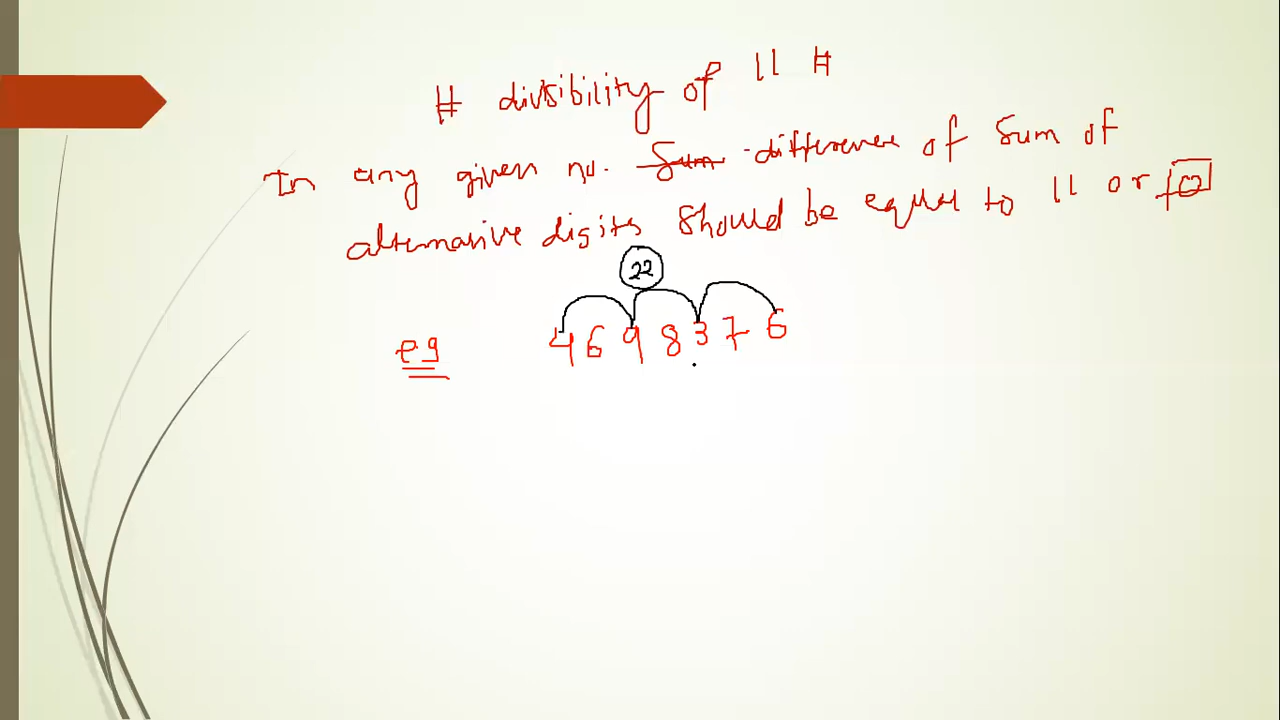 # divisibility of 11 #
In any given no. Sum difference of sum of
alternative digits should be equal to 11 or 0
22
eg 4698376